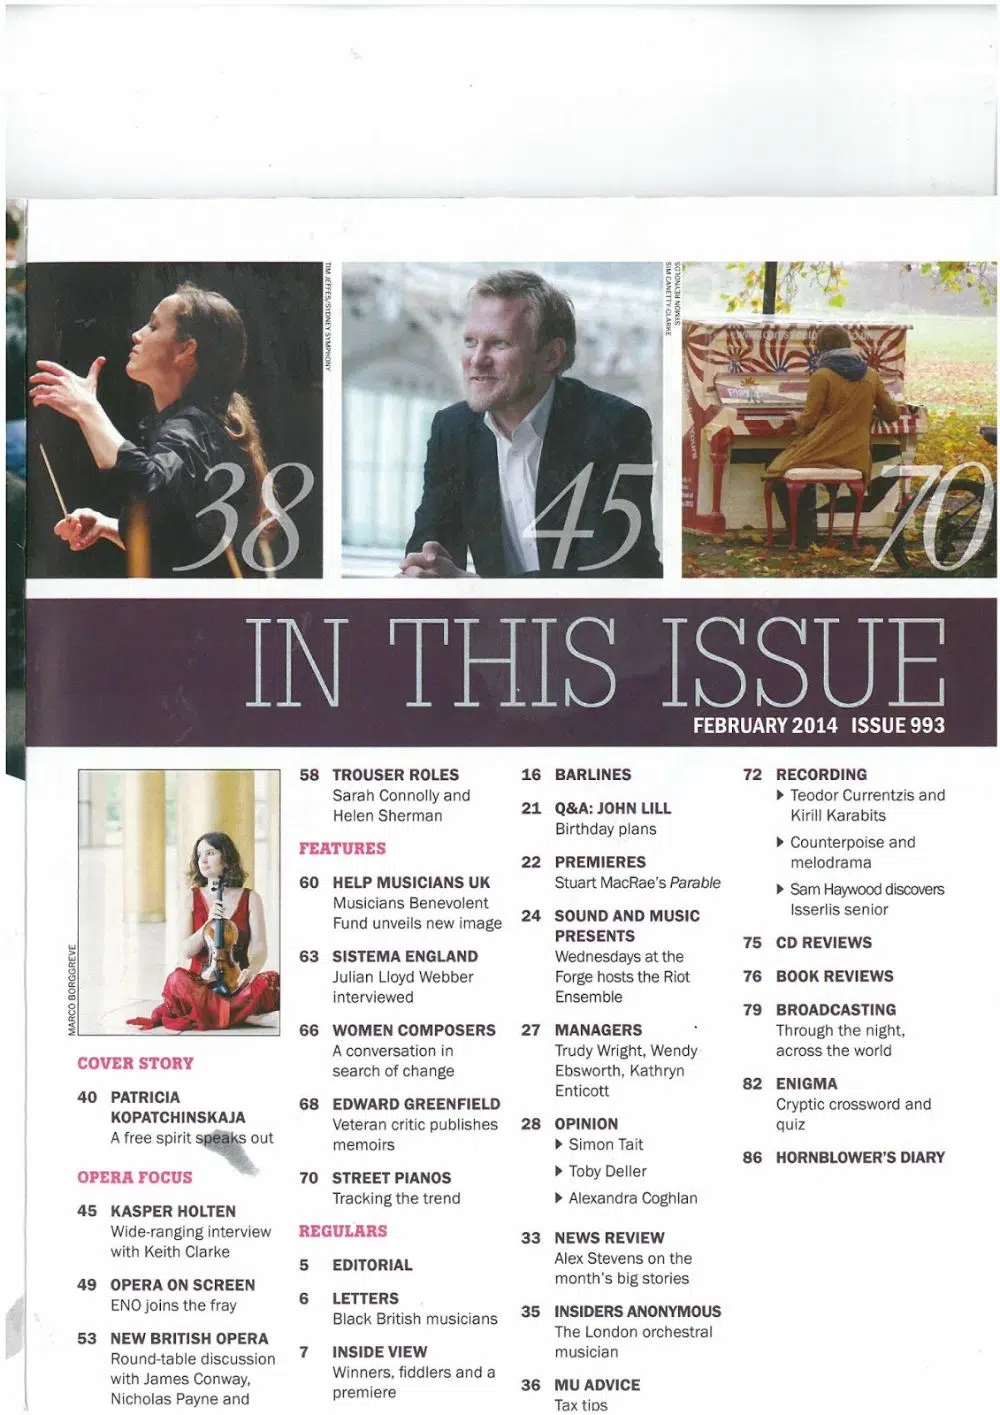 TIM JEFFES/SYDNEY SYMPHONY
SYMON REYNOLDS
SIM CANETTY-CLARKE
38
45
70
IN THIS ISSUE
FEBRUARY 2014 ISSUE 993
MARCO BORGGREVE
COVER STORY
40 PATRICIA
KOPATCHINSKAJA
A free spirit speaks out
OPERA FOCUS
45 KASPER HOLTEN
Wide-ranging interview
with Keith Clarke
49 OPERA ON SCREEN
ENO joins the fray
53 NEW BRITISH OPERA
Round-table discussion
with James Conway,
Nicholas Payne and
58 TROUSER ROLES
Sarah Connolly and
Helen Sherman
FEATURES
60 HELP MUSICIANS UK
Musicians Benevolent
Fund unveils new image
63 SISTEMA ENGLAND
Julian Lloyd Webber
interviewed
66 WOMEN COMPOSERS
A conversation in
search of change
68 EDWARD GREENFIELD
Veteran critic publishes
memoirs
70 STREET PIANOS
Tracking the trend
REGULARS
5 EDITORIAL
6 LETTERS
Black British musicians
7 INSIDE VIEW
Winners, fiddlers and a
premiere
16 BARLINES
21 Q&A: JOHN LILL
Birthday plans
22 PREMIERES
Stuart MacRae's Parable
24 SOUND AND MUSIC
PRESENTS
Wednesdays at the
Forge hosts the Riot
Ensemble
27 MANAGERS
Trudy Wright, Wendy
Ebsworth, Kathryn
Enticott
28 OPINION
Simon Tait
Toby Deller
Alexandra Coghlan
33 NEWS REVIEW
Alex Stevens on the
month's big stories
35 INSIDERS ANONYMOUS
The London orchestral
musician
36 MU ADVICE
Tax tips
72 RECORDING
Teodor Currentzis and
Kirill Karabits
Counterpoise and
melodrama
Sam Haywood discovers
Isserlis senior
75 CD REVIEWS
76 BOOK REVIEWS
79 BROADCASTING
Through the night,
across the world
82 ENIGMA
Cryptic crossword and
quiz
86 HORNBLOWER'S DIARY